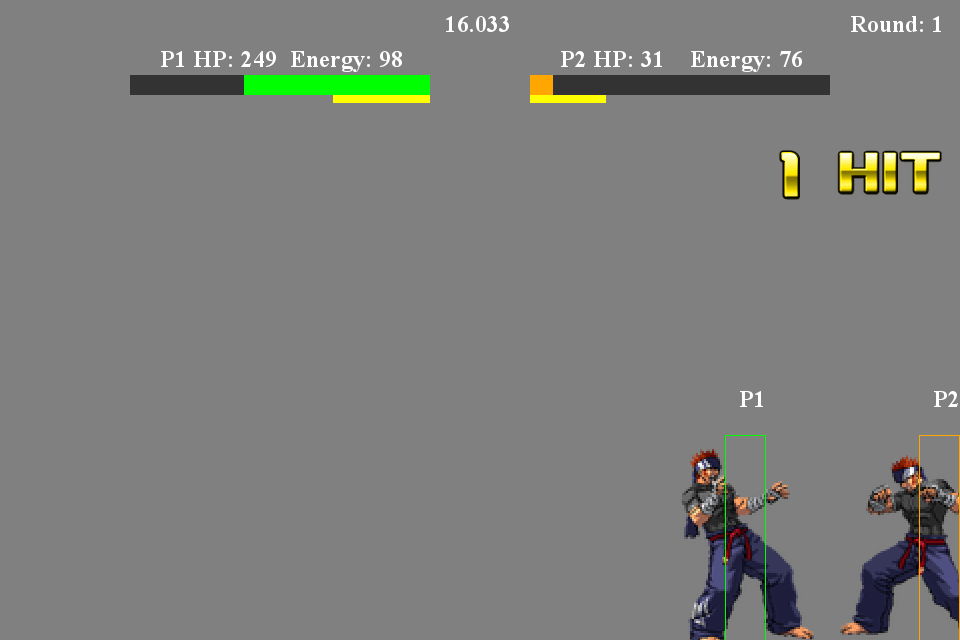 16.033
Round: 1
P1 HP: 249 Energy: 98
P2 HP: 31 Energy: 76
1 HIT
P1
P2